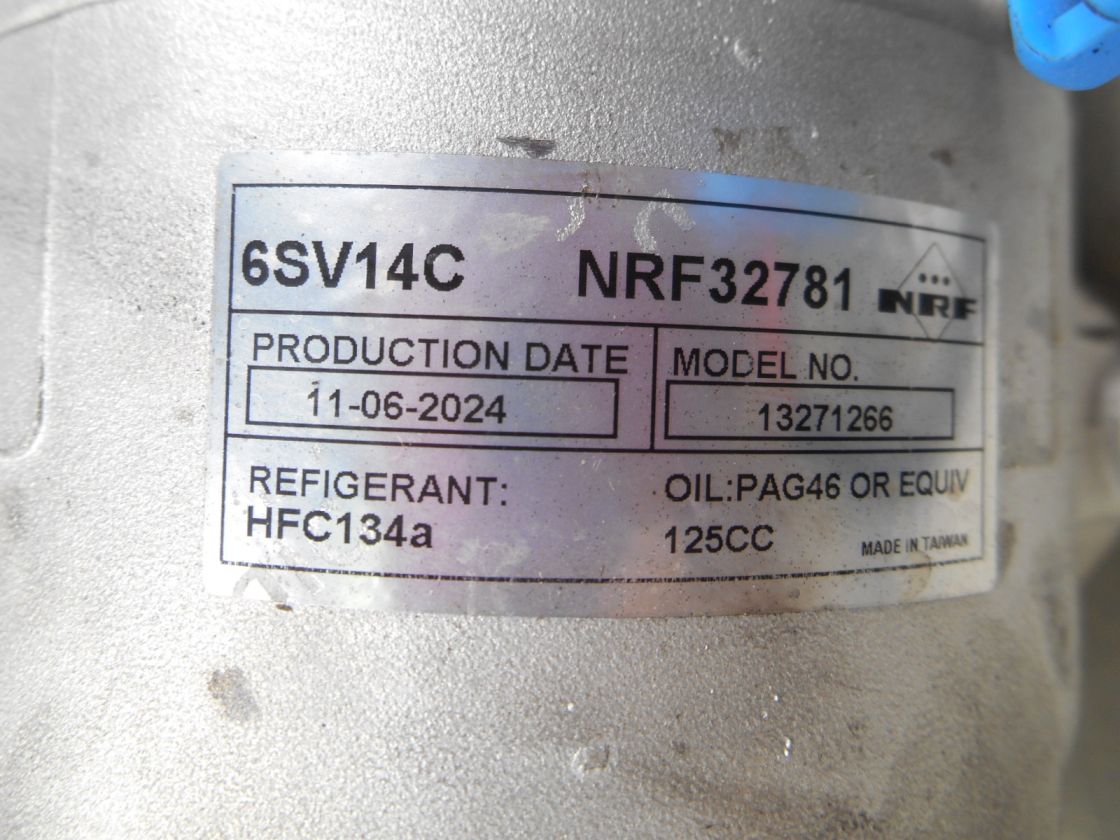 6SV14C NRF32781 NRF
PRODUCTION DATE
11-06-2024
MODEL NO.
13271266
REFIGERANT:
HFC134a
OIL:PAG46 OR EQUIV
125CC
MADE IN TAIWAN